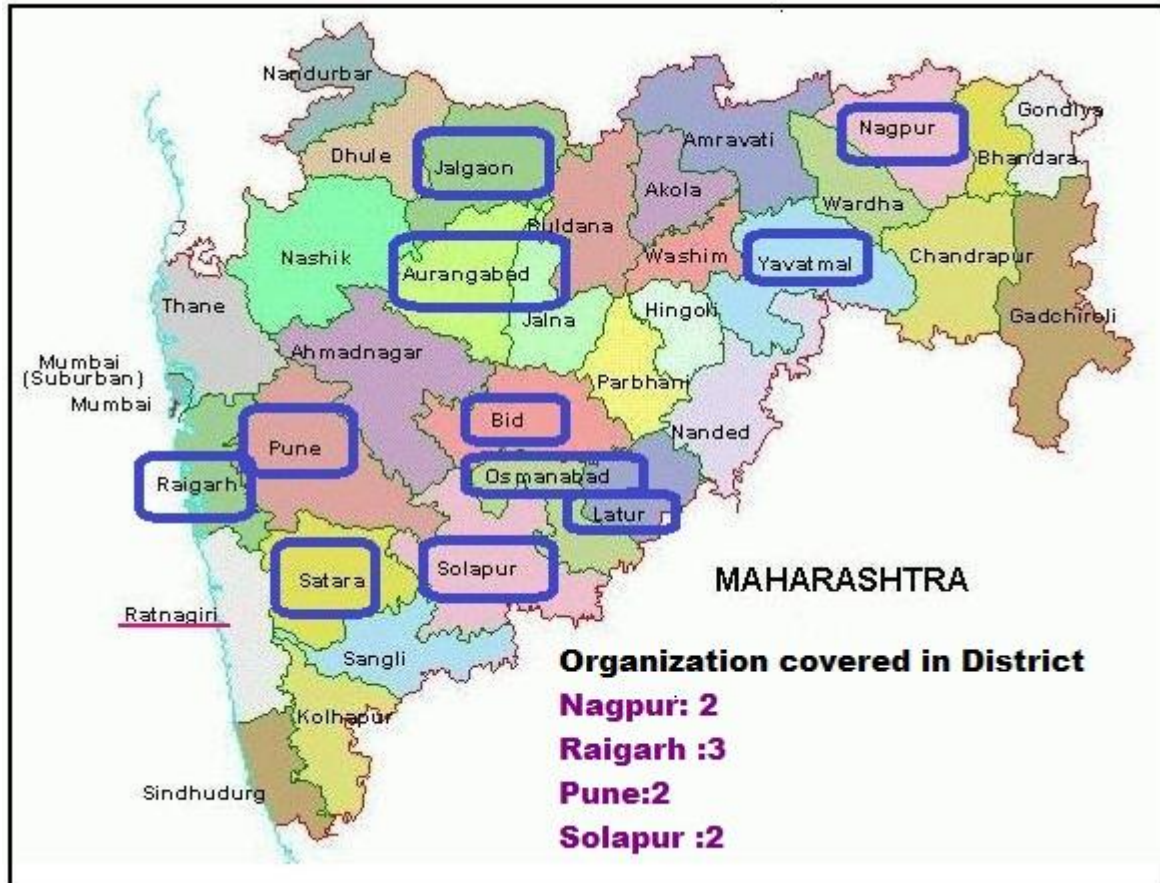 Nandurbar
Dhule
Jalgaon
Nagpur
Gondiya
Amravati
Bhandara
Akola
Wardha
Buldana
Nashik
Aurangabad
Washim
Yavatmal
Chandrapur
Thane
Jalna
Hingoli
Gadchiroli
Ahmadnagar
Mumbai
(Suburban)
Mumbai
Parbhani
Bid
Nanded
Pune
Raigarh
Osmanabad
Latur
Satara
Solapur
MAHARASHTRA
Ratnagiri
Sangli
Kolhapur
Sindhudurg
Organization covered in District
Nagpur: 2
Raigarh :3
Pune:2
Solapur :2